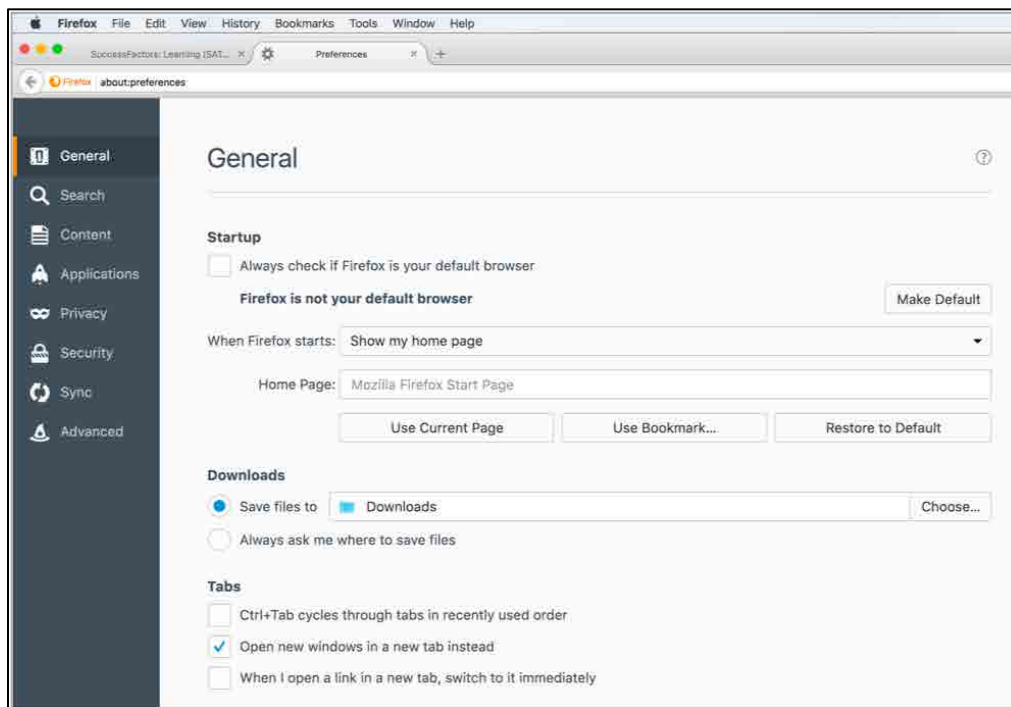 Firefox File Edit View History Bookmarks Tools Window Help
SuccessFactors: Learning (SAT... × Preferences × +
Firefox about:preferences
General
Search
Content
Applications
Privacy
Security
Sync
Advanced
General ?
Startup
Always check if Firefox is your default browser
Firefox is not your default browser Make Default
When Firefox starts: Show my home page
Home Page: Mozilla Firefox Start Page
Use Current Page Use Bookmark... Restore to Default
Downloads
Save files to Downloads Choose...
Always ask me where to save files
Tabs
Ctrl+Tab cycles through tabs in recently used order
Open new windows in a new tab instead
When I open a link in a new tab, switch to it immediately